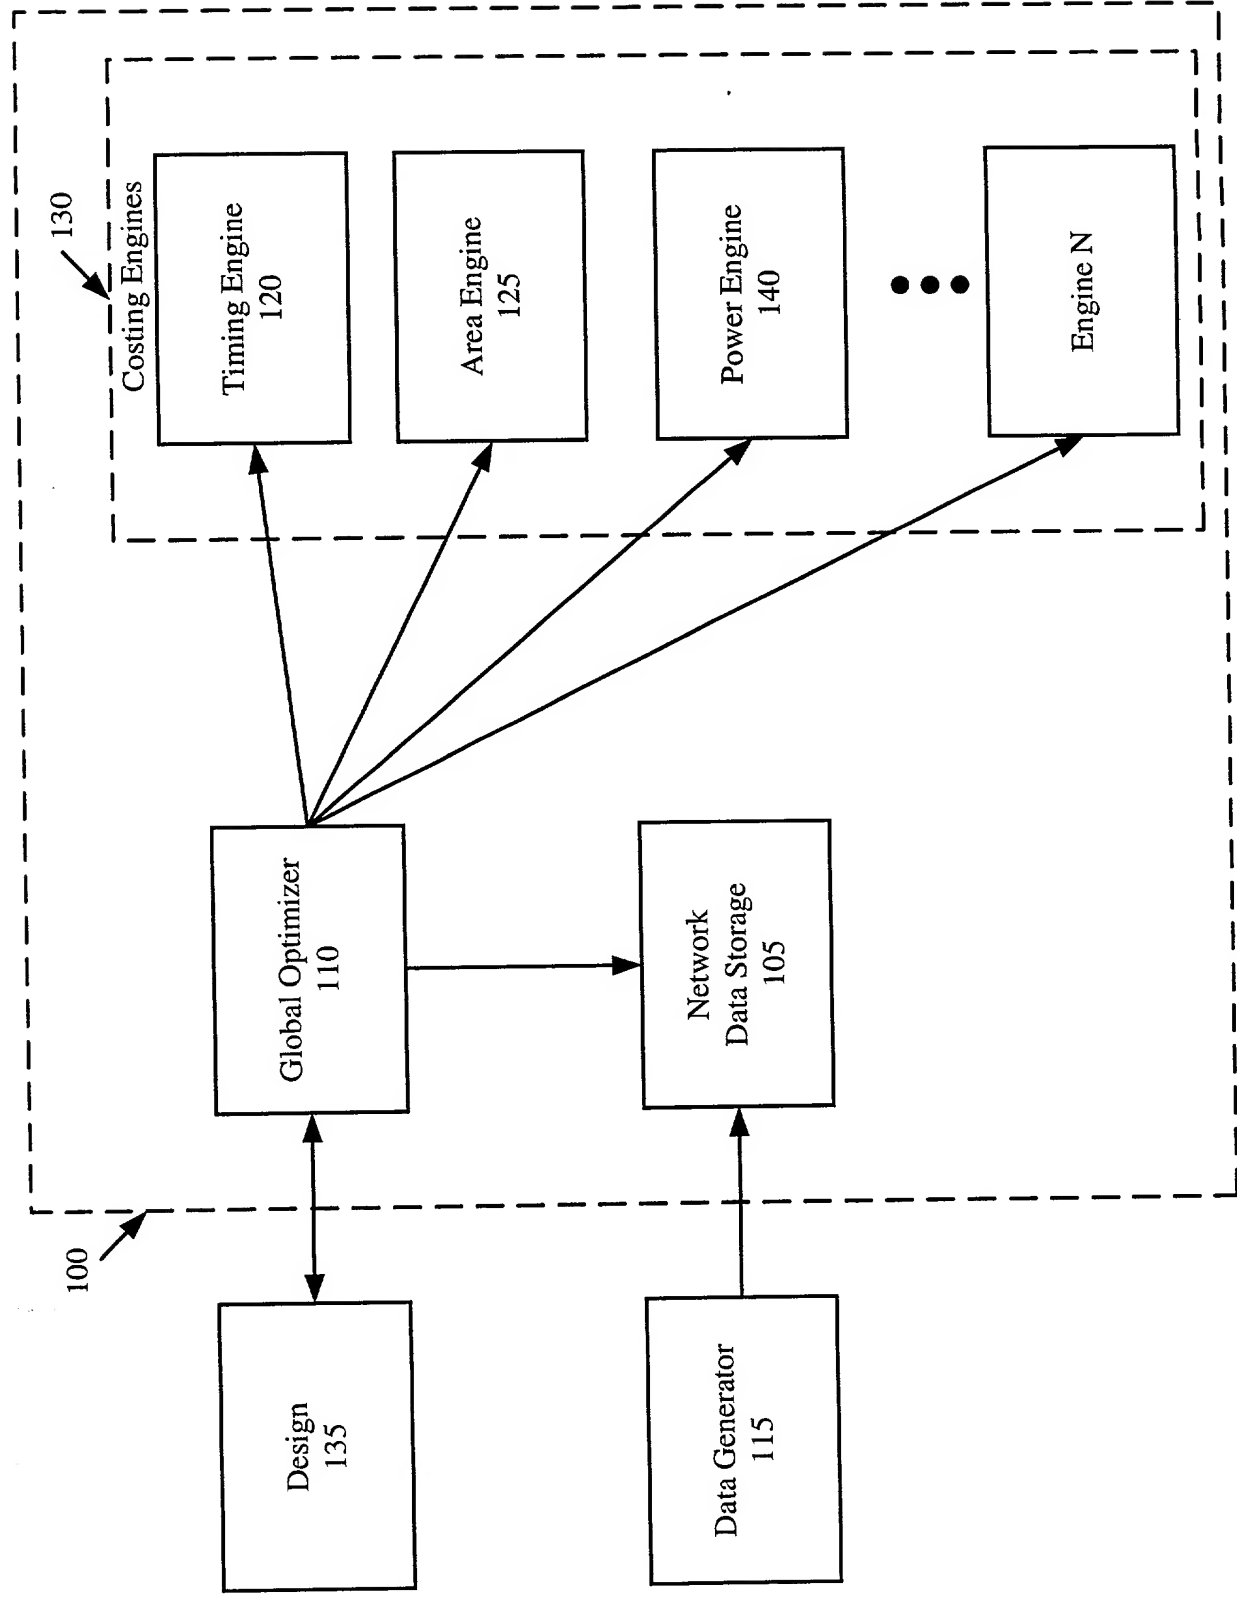 100
130
Costing Engines
Design
135
Global Optimizer
110
Timing Engine
120
Area Engine
125
Data Generator
115
Network
Data Storage
105
Power Engine
140
Engine N